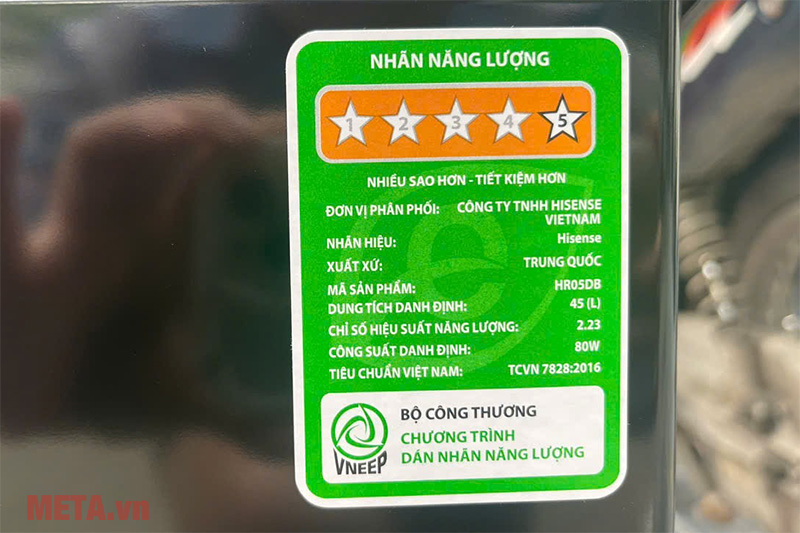 NHÃN NĂNG LƯỢNG
1 2 3 4 5
NHIỀU SAO HƠN - TIẾT KIỆM HƠN
ĐƠN VỊ PHÂN PHỐI: CÔNG TY TNHH HISENSE
VIETNAM
NHÃN HIỆU: Hisense
XUẤT XỨ: TRUNG QUỐC
MÃ SẢN PHẨM: HR05DB
DUNG TÍCH DANH ĐỊNH: 45 (L)
CHỈ SỐ HIỆU SUẤT NĂNG LƯỢNG: 2.23
CÔNG SUẤT DANH ĐỊNH: 80W
TIÊU CHUẨN VIỆT NAM: TCVN 7828:2016
BỘ CÔNG THƯƠNG
CHƯƠNG TRÌNH
DÁN NHÃN NĂNG LƯỢNG
VNEEP
META.vn